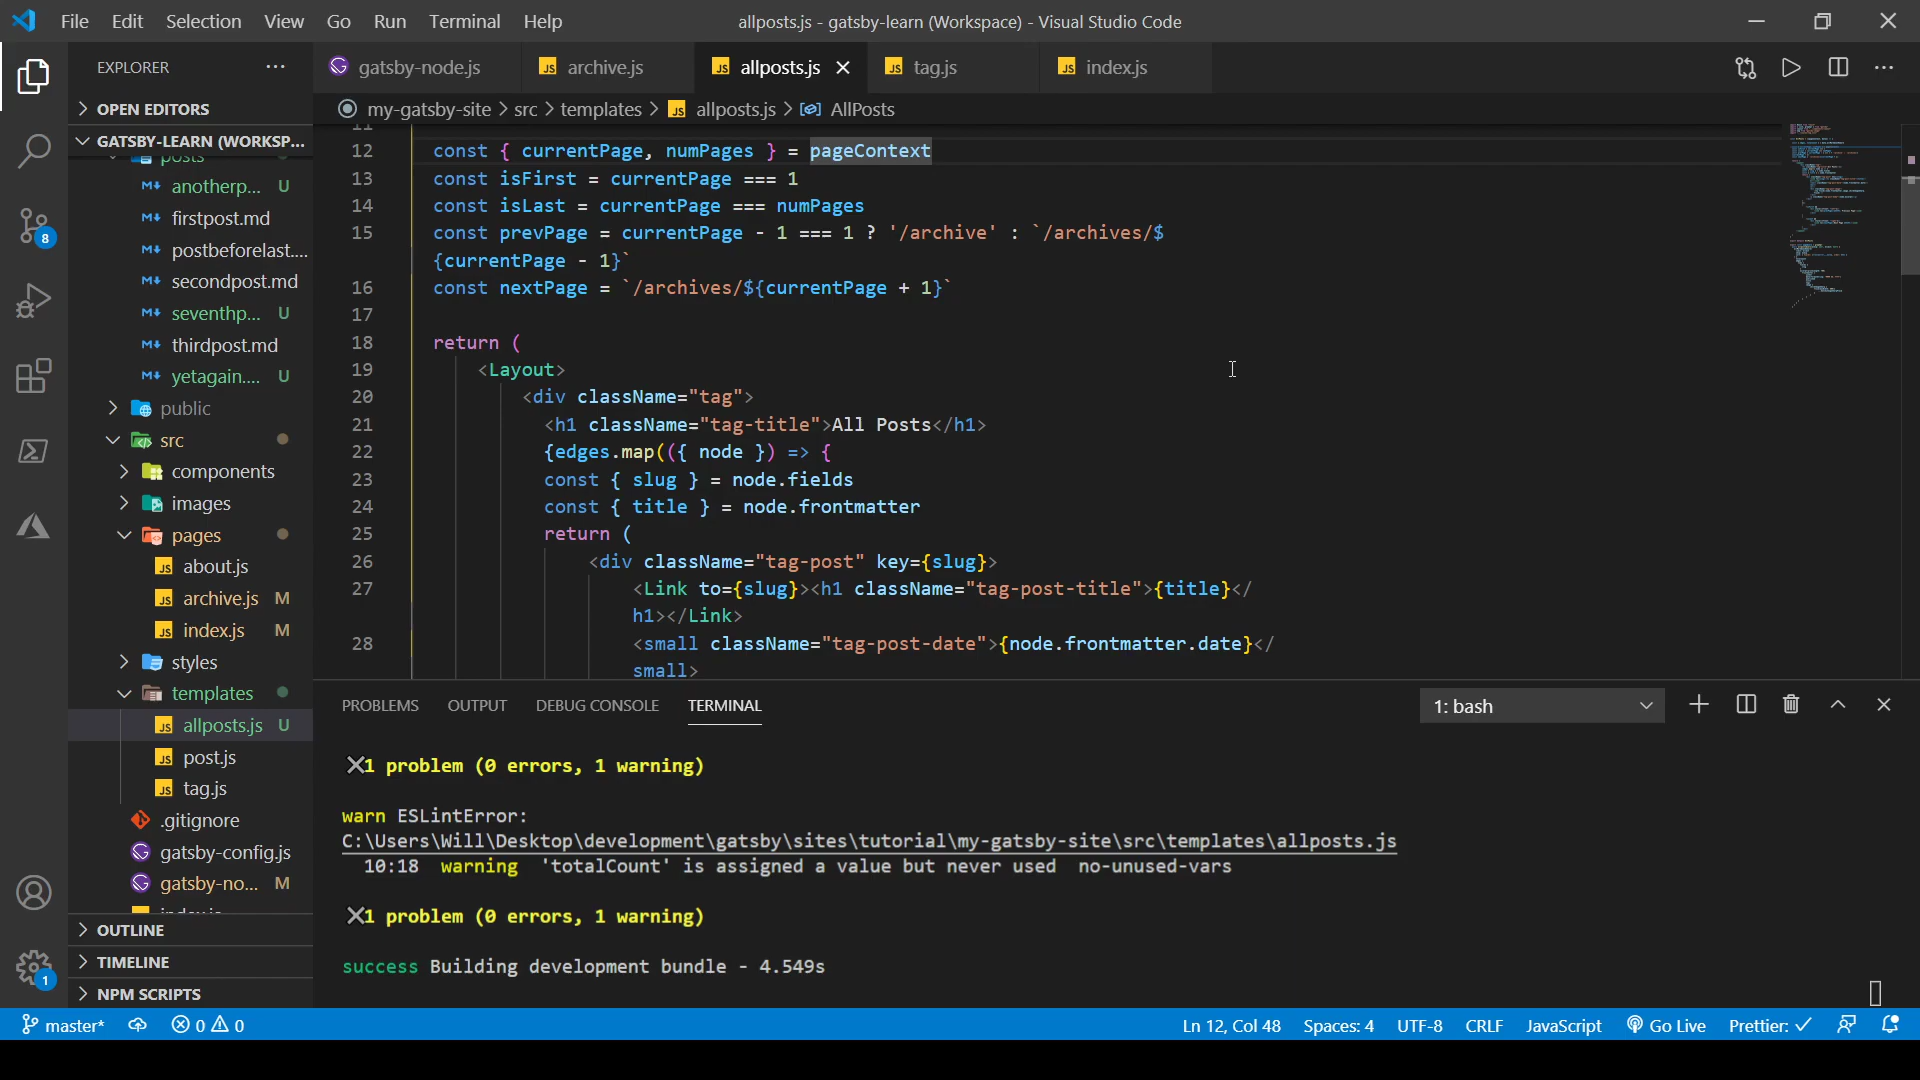 File Edit Selection View Go Run Terminal Help
allposts.js - gatsby-learn (Workspace) - Visual Studio Code
EXPLORER
gatsby-node.js
archive.js
allposts.js
tag.js
index.js
my-gatsby-site > src > templates > allposts.js > AllPosts
OPEN EDITORS
GATSBY-LEARN (WORKSP...
posts
anotherp... U
firstpost.md
postbeforelast....
secondpost.md
seventhp... U
thirdpost.md
yetagain.... U
public
src
components
images
pages
about.js
archive.js M
index.js M
styles
templates
allposts.js U
post.js
tag.js
.gitignore
gatsby-config.js
gatsby-no... M
OUTLINE
TIMELINE
NPM SCRIPTS
8
1
11
12 const { currentPage, numPages } = pageContext
13 const isFirst = currentPage === 1
14 const isLast = currentPage === numPages
15 const prevPage = currentPage - 1 === 1 ? '/archive' : `/archives/$
{currentPage - 1}`
16 const nextPage = `/archives/${currentPage + 1}`
17
18 return (
19 <Layout>
20 <div className="tag">
21 <h1 className="tag-title">All Posts</h1>
22 {edges.map(({ node }) => {
23 const { slug } = node.fields
24 const { title } = node.frontmatter
25 return (
26 <div className="tag-post" key={slug}>
27 <Link to={slug}><h1 className="tag-post-title">{title}</
h1></Link>
28 <small className="tag-post-date">{node.frontmatter.date}</
small>
PROBLEMS OUTPUT DEBUG CONSOLE TERMINAL
1: bash
1 problem (0 errors, 1 warning)
warn ESLintError:
C:\Users\Will\Desktop\development\gatsby\sites\tutorial\my-gatsby-site\src\templates\allposts.js
10:18 warning 'totalCount' is assigned a value but never used no-unused-vars
1 problem (0 errors, 1 warning)
success Building development bundle - 4.549s
master* 0 0
Ln 12, Col 48 Spaces: 4 UTF-8 CRLF JavaScript Go Live Prettier: ✓